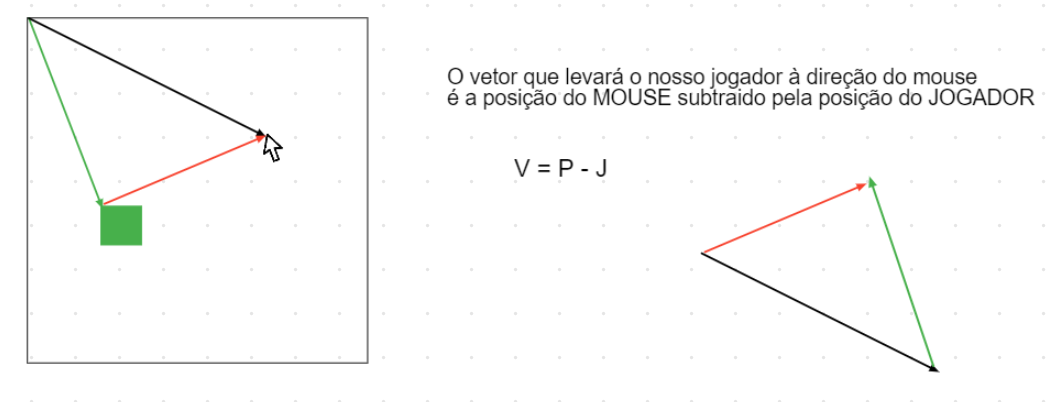 O vetor que levará o nosso jogador à direção do mouse
é a posição do MOUSE subtraido pela posição do JOGADOR
V = P - J